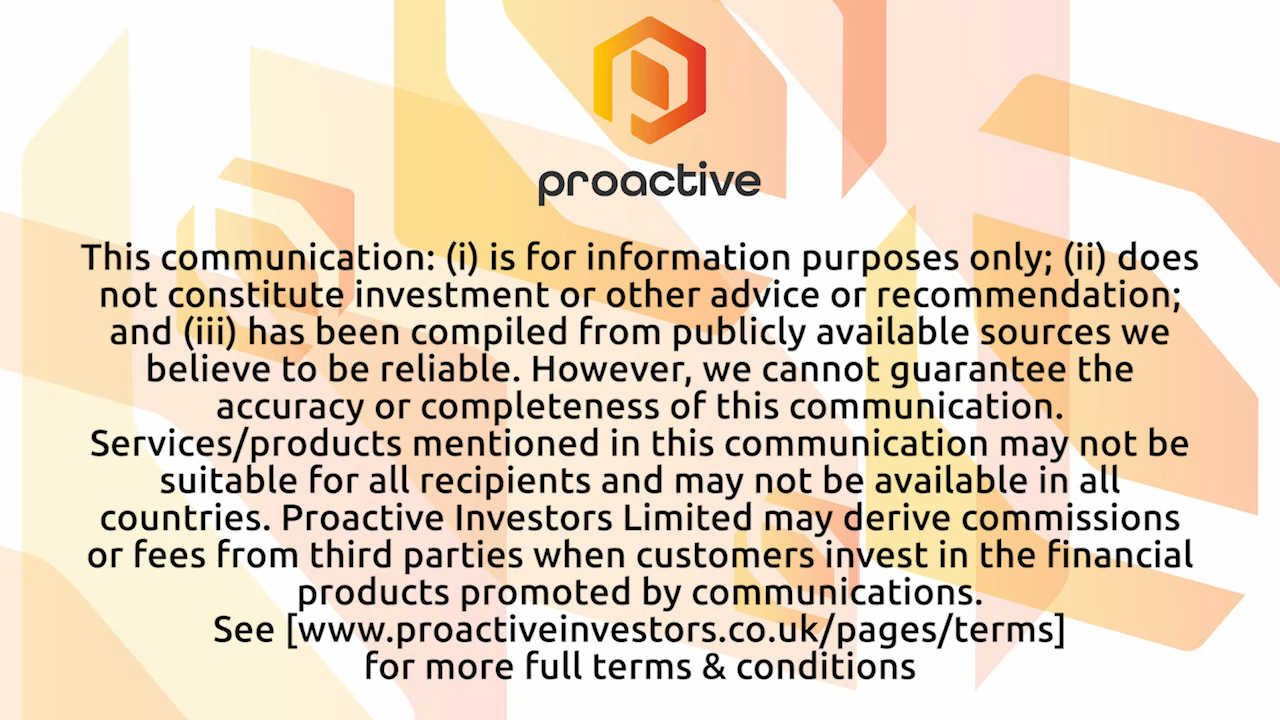 proactive
This communication: (i) is for information purposes only; (ii) does
not constitute investment or other advice or recommendation;
and (iii) has been compiled from publicly available sources we
believe to be reliable. However, we cannot guarantee the
accuracy or completeness of this communication.
Services/products mentioned in this communication may not be
suitable for all recipients and may not be available in all
countries. Proactive Investors Limited may derive commissions
or fees from third parties when customers invest in the financial
products promoted by communications.
See [www.proactiveinvestors.co.uk/pages/terms]
for more full terms & conditions